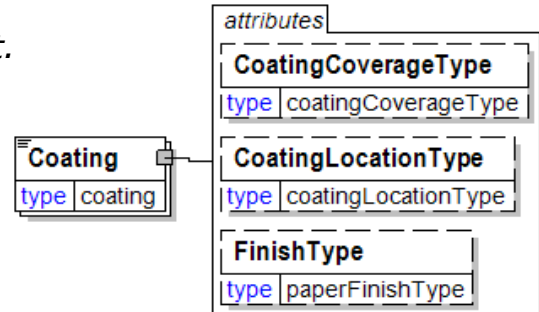 t.
attributes
CoatingCoverageType
type coatingCoverageType
Coating
type coating
CoatingLocationType
type coatingLocationType
FinishType
type paperFinishType